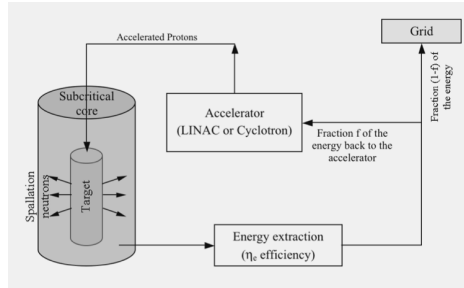 Accelerated Protons
Grid
Fraction (1-f) of
the energy
Subcritical
core
Accelerator
(LINAC or Cyclotron)
Fraction f of the
energy back to the
accelerator
Spallation
neutrons
Target
Energy extraction
(ηe efficiency)